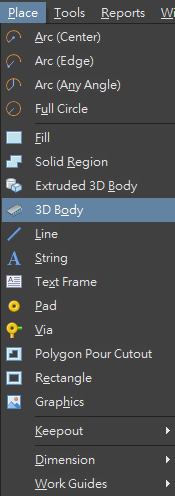 Place Tools Reports
Arc (Center)
Arc (Edge)
Arc (Any Angle)
Full Circle
Fill
Solid Region
Extruded 3D Body
3D Body
Line
A String
Text Frame
Pad
Via
Polygon Pour Cutout
Rectangle
Graphics
Keepout
Dimension
Work Guides